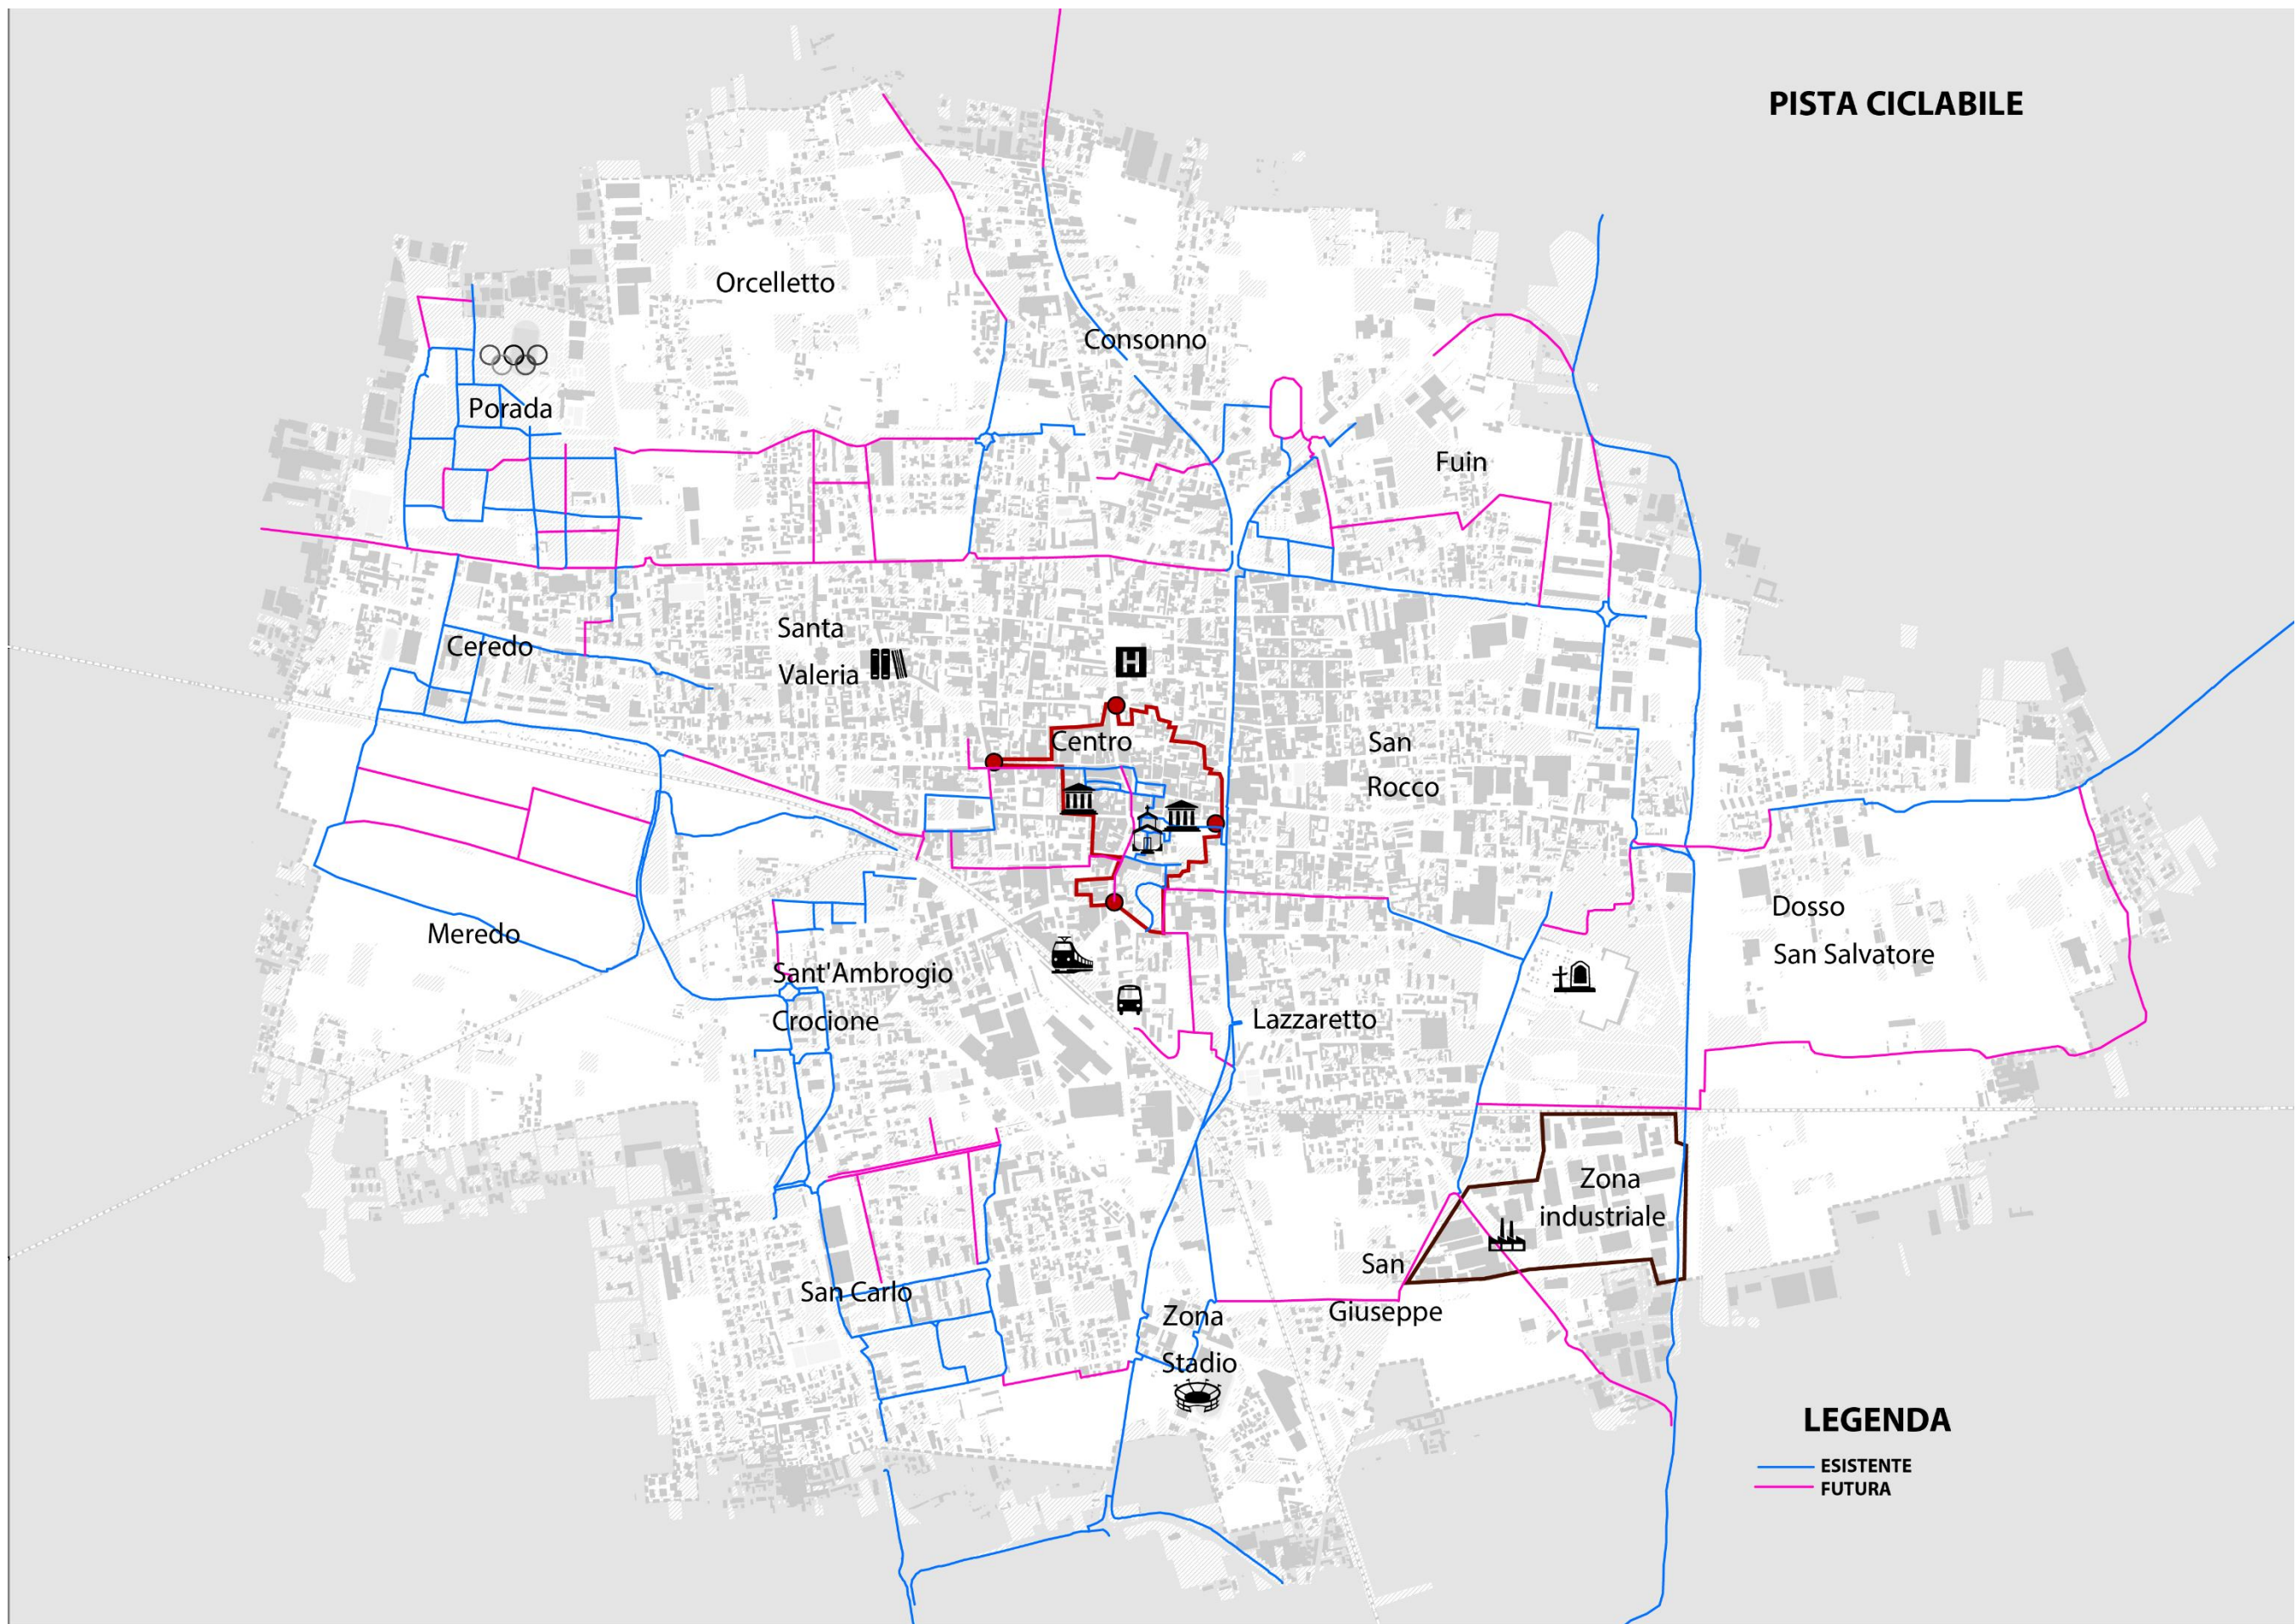 PISTA CICLABILE
Orcelletto
Consonno
Porada
Fuin
Santa
Valeria
H
Ceredo
Centro
San
Rocco
Dosso
San Salvatore
Meredo
Sant'Ambrogio
Crocione
Lazzaretto
Zona
industriale
San
Giuseppe
San Carlo
Zona
Stadio
LEGENDA
ESISTENTE
FUTURA